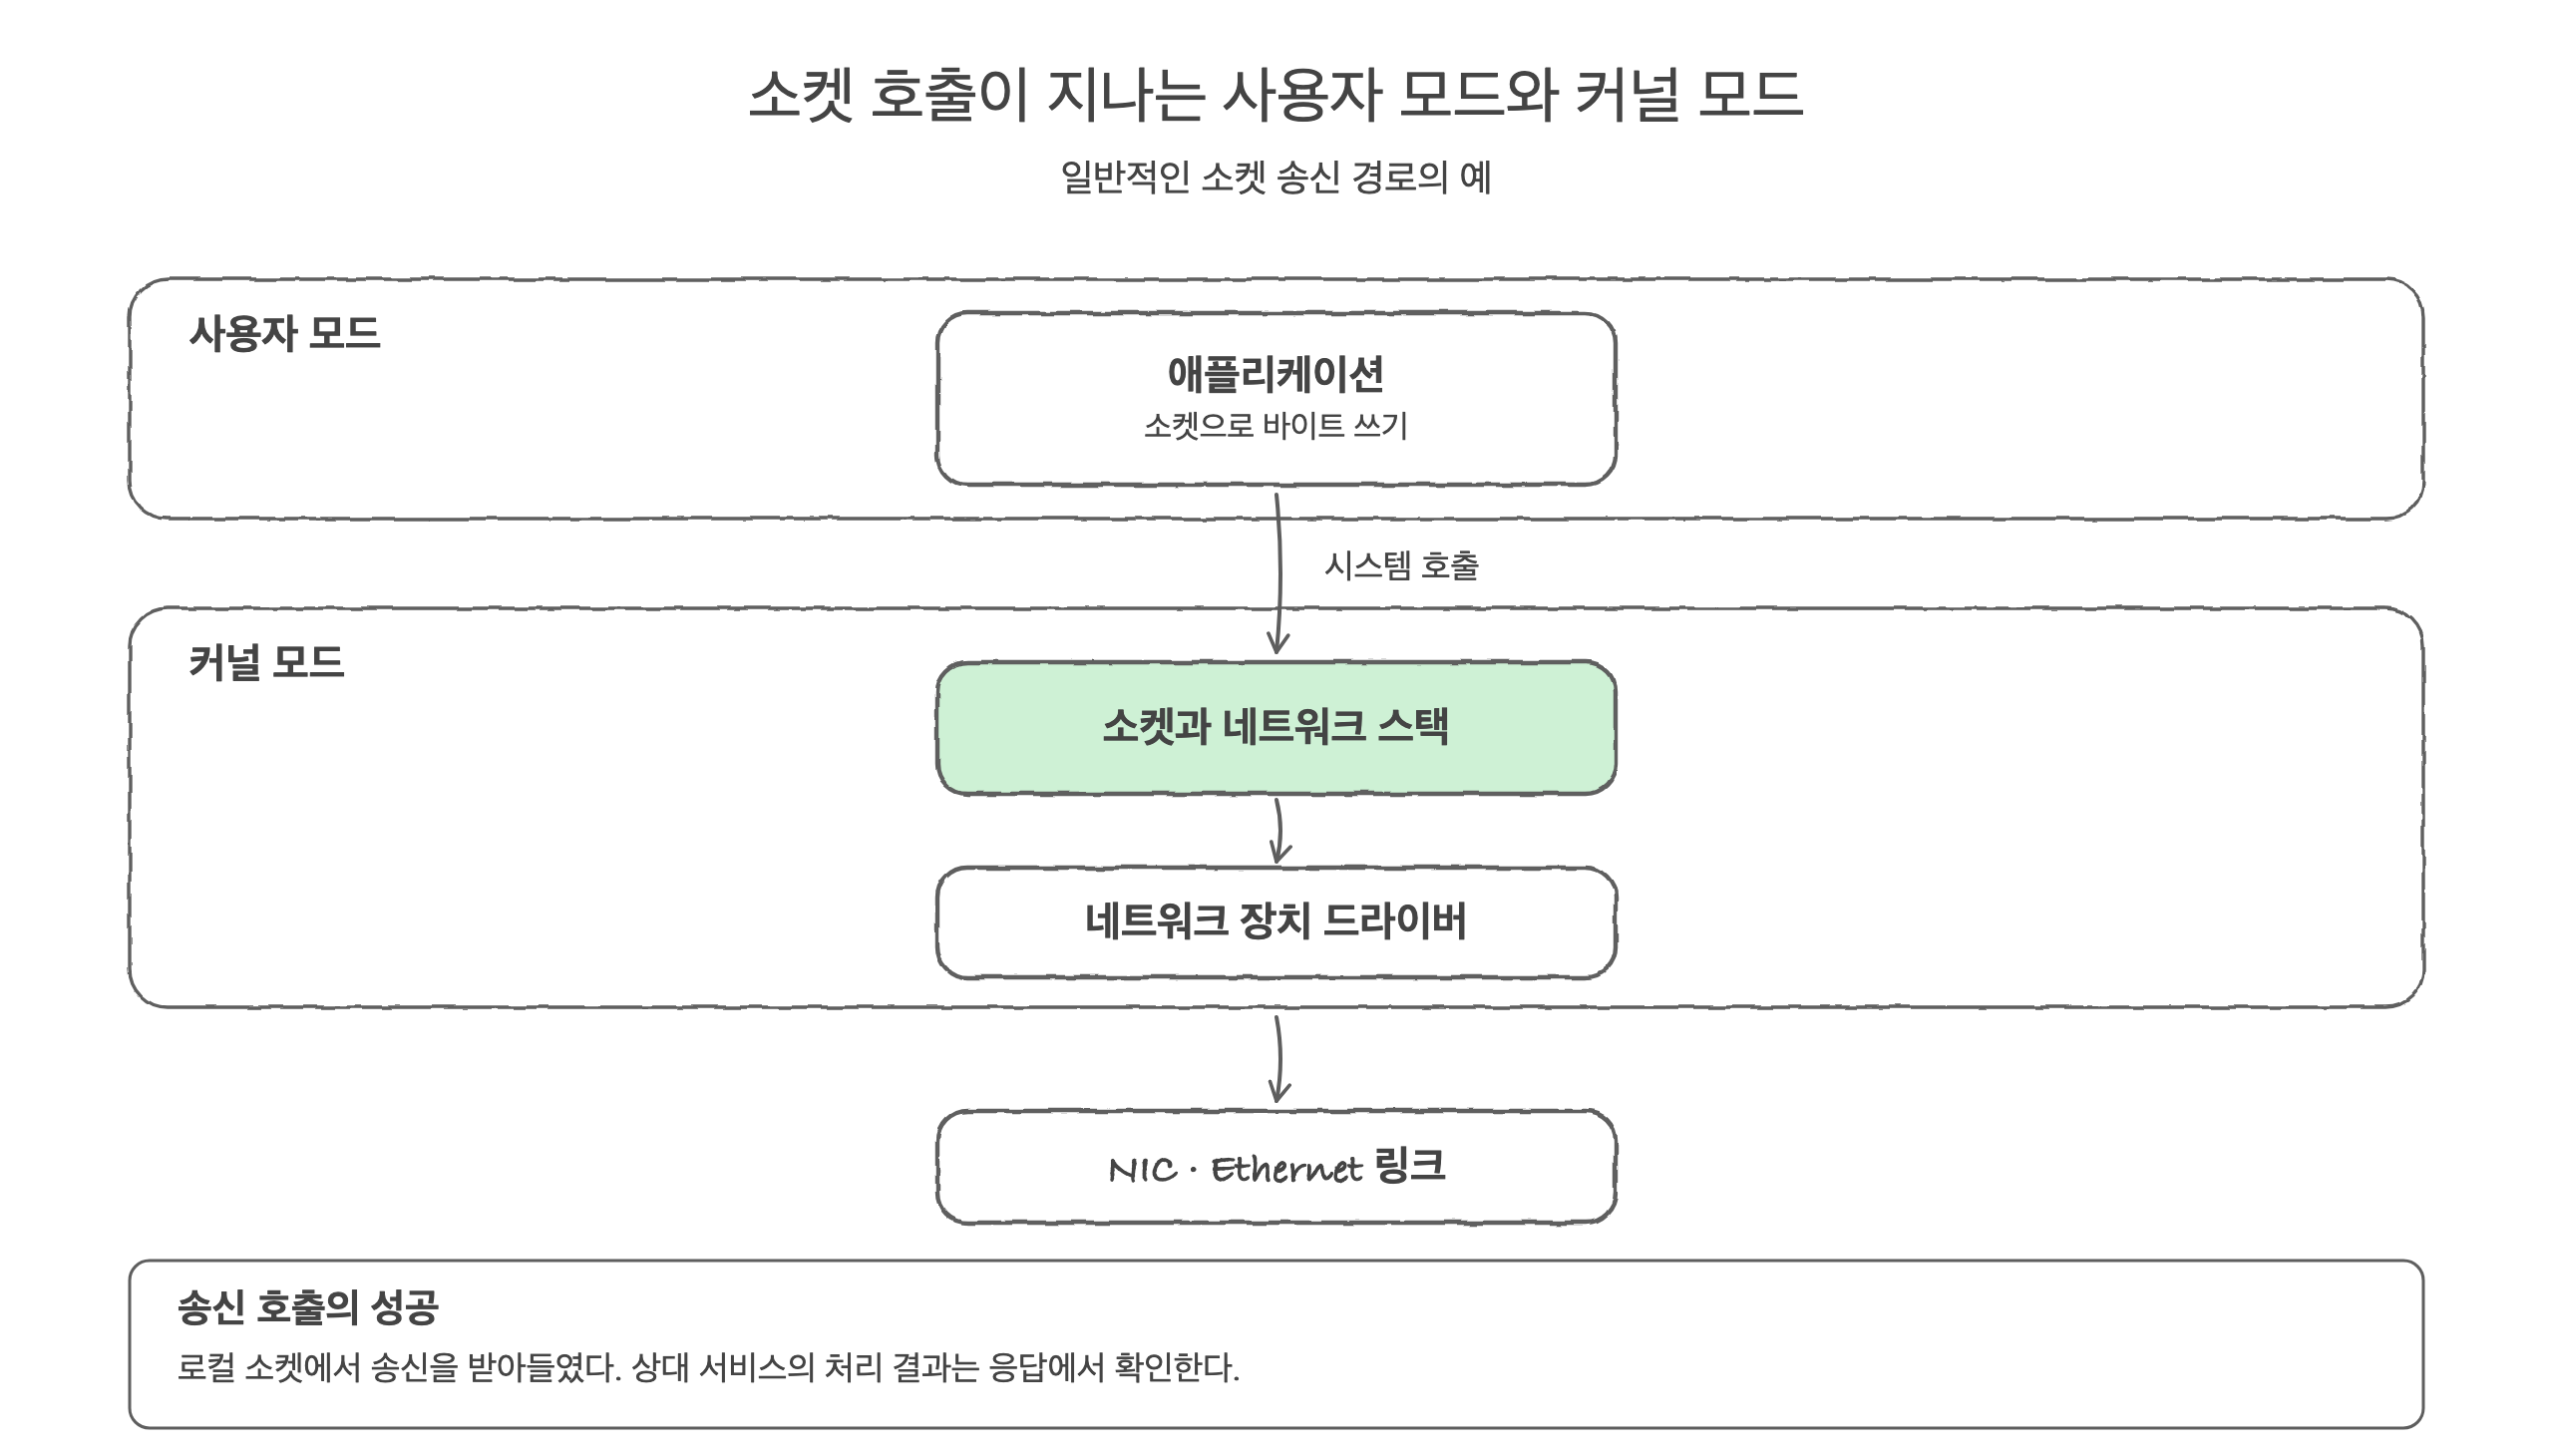 소켓 호출이 지나는 사용자 모드와 커널 모드
일반적인 소켓 송신 경로의 예
사용자 모드
애플리케이션
소켓으로 바이트 쓰기
시스템 호출
커널 모드
소켓과 네트워크 스택
네트워크 장치 드라이버
NIC · Ethernet 링크
송신 호출의 성공
로컬 소켓에서 송신을 받아들였다. 상대 서비스의 처리 결과는 응답에서 확인한다.